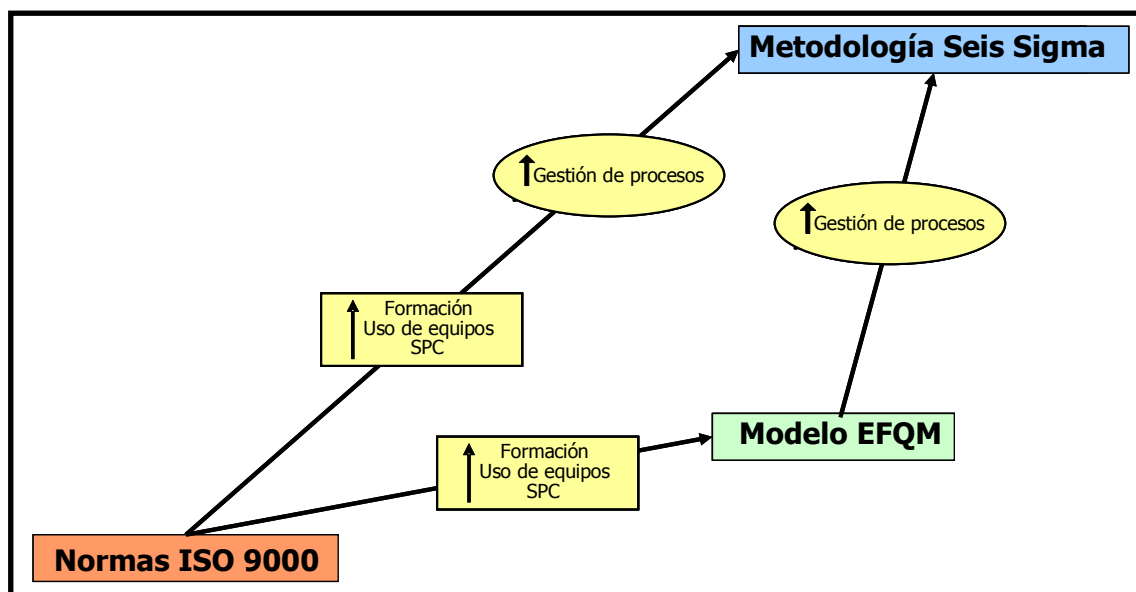 Metodología Seis Sigma
Gestión de procesos
Gestión de procesos
Formación
Uso de equipos
SPC
Modelo EFQM
Formación
Uso de equipos
SPC
Normas ISO 9000